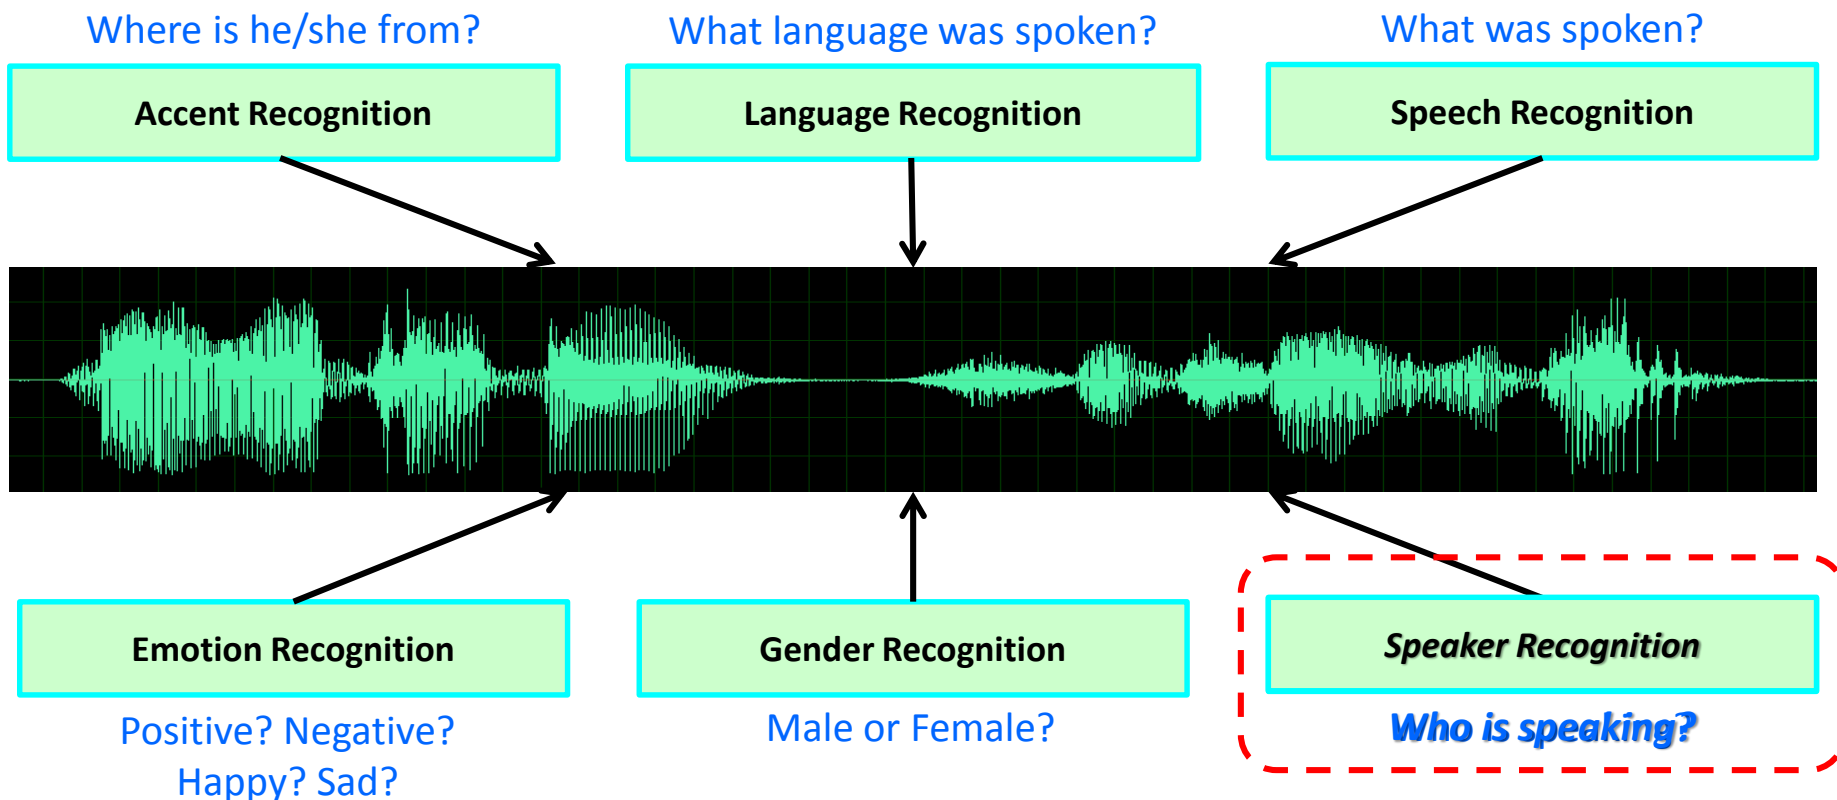 Where is he/she from?
What language was spoken?
What was spoken?
Accent Recognition
Language Recognition
Speech Recognition
Emotion Recognition
Gender Recognition
Speaker Recognition
Positive? Negative?
Happy? Sad?
Male or Female?
Who is speaking?